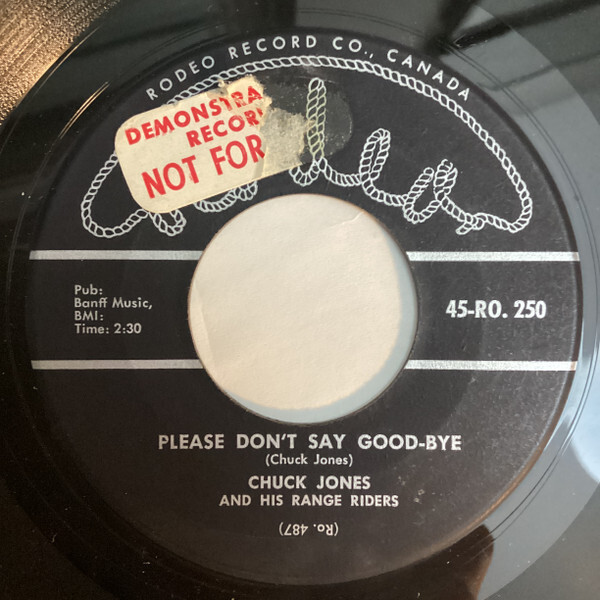 RODEO RECORD CO., CANADA
DEMONSTRA
RECOR
NOT FOR
Pub:
Banff Music,
BMI:
Time: 2:30
45-RO. 250
PLEASE DON'T SAY GOOD-BYE
(Chuck Jones)
CHUCK JONES
AND HIS RANGE RIDERS
(Ro. 487)